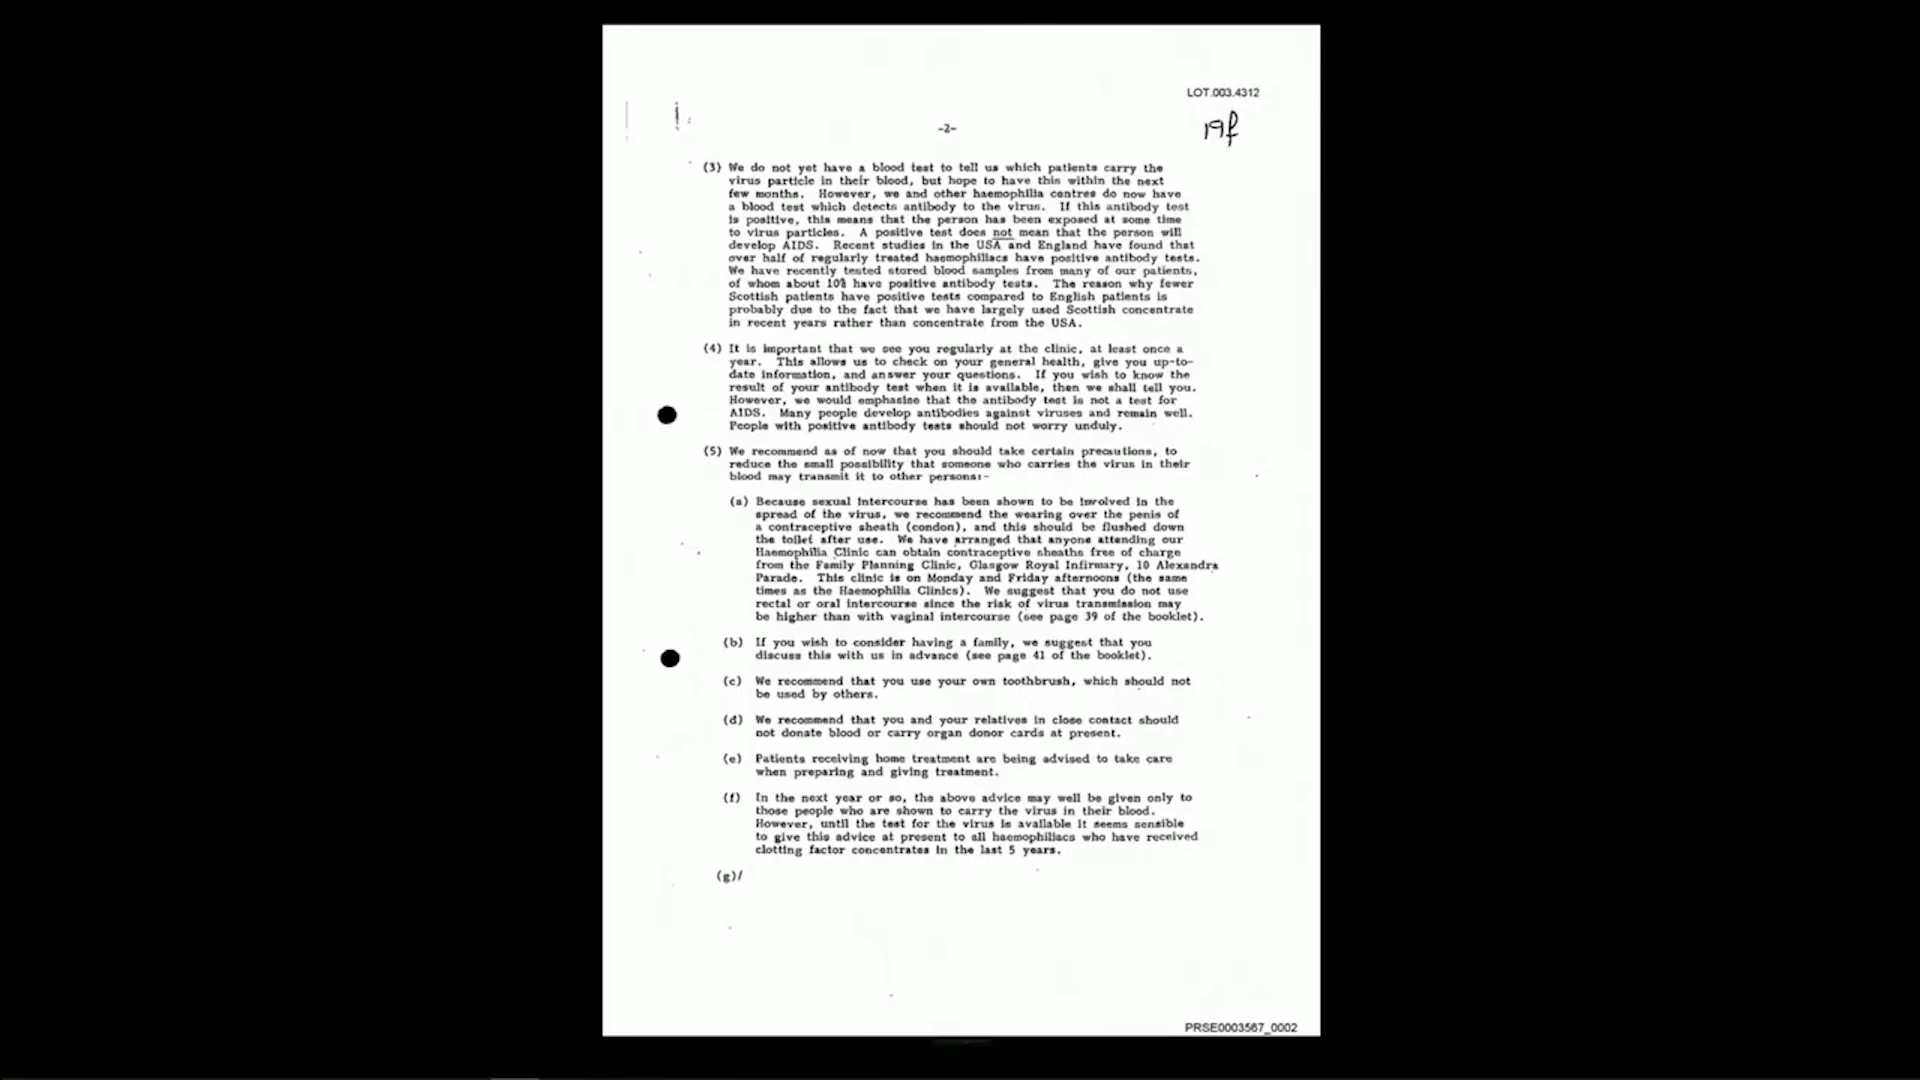 LOT.003.4312
19f
-2-
(3) We do not yet have a blood test to tell us which patients carry the
virus particle in their blood, but hope to have this within the next
few months. However, we and other haemophilia centres do now have
a blood test which detects antibody to the virus. If this antibody test
is positive, this means that the person has been exposed at some time
to virus particles. A positive test does not mean that the person will
develop AIDS. Recent studies in the USA and England have found that
over half of regularly treated haemophiliacs have positive antibody tests.
We have recently tested stored blood samples from many of our patients,
of whom about 10% have positive antibody tests. The reason why fewer
Scottish patients have positive tests compared to English patients is
probably due to the fact that we have largely used Scottish concentrate
in recent years rather than concentrate from the USA.
(4) It is important that we see you regularly at the clinic, at least once a
year. This allows us to check on your general health, give you up-to-
date information, and answer your questions. If you wish to know the
result of your antibody test when it is available, then we shall tell you.
However, we would emphasise that the antibody test is not a test for
AIDS. Many people develop antibodies against viruses and remain well.
People with positive antibody tests should not worry unduly.
(5) We recommend as of now that you should take certain precautions, to
reduce the small possibility that someone who carries the virus in their
blood may transmit it to other persons:-
(a) Because sexual intercourse has been shown to be involved in the
spread of the virus, we recommend the wearing over the penis of
a contraceptive sheath (condon), and this should be flushed down
the toilet after use. We have arranged that anyone attending our
Haemophilia Clinic can obtain contraceptive sheaths free of charge
from the Family Planning Clinic, Glasgow Royal Infirmary, 10 Alexandra
Parade. This clinic is on Monday and Friday afternoons (the same
times as the Haemophilia Clinics). We suggest that you do not use
rectal or oral intercourse since the risk of virus transmission may
be higher than with vaginal intercourse (see page 39 of the booklet).
(b) If you wish to consider having a family, we suggest that you
discuss this with us in advance (see page 41 of the booklet).
(c) We recommend that you use your own toothbrush, which should not
be used by others.
(d) We recommend that you and your relatives in close contact should
not donate blood or carry organ donor cards at present.
(e) Patients receiving home treatment are being advised to take care
when preparing and giving treatment.
(f) In the next year or so, the above advice may well be given only to
those people who are shown to carry the virus in their blood.
However, until the test for the virus is available it seems sensible
to give this advice at present to all haemophiliacs who have received
clotting factor concentrates in the last 5 years.
(g)/
PRSE0003567_0002